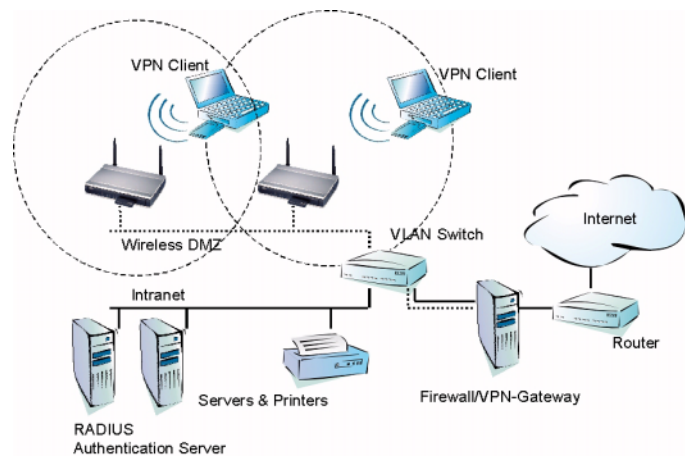 VPN Client
VPN Client
Internet
Wireless DMZ
VLAN Switch
Intranet
Router
Servers & Printers
Firewall/VPN-Gateway
RADIUS
Authentication Server